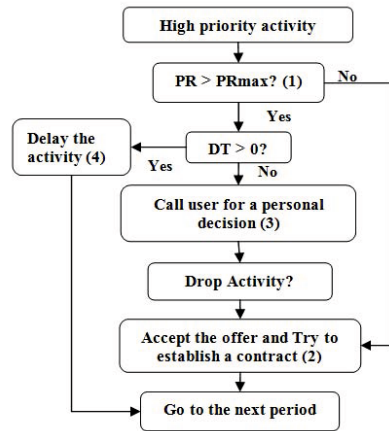 High priority activity
PR > PRmax? (1)
No
Yes
Delay the
activity (4)
DT > 0?
Yes
No
Call user for a personal
decision (3)
Drop Activity?
Accept the offer and Try to
establish a contract (2)
Go to the next period